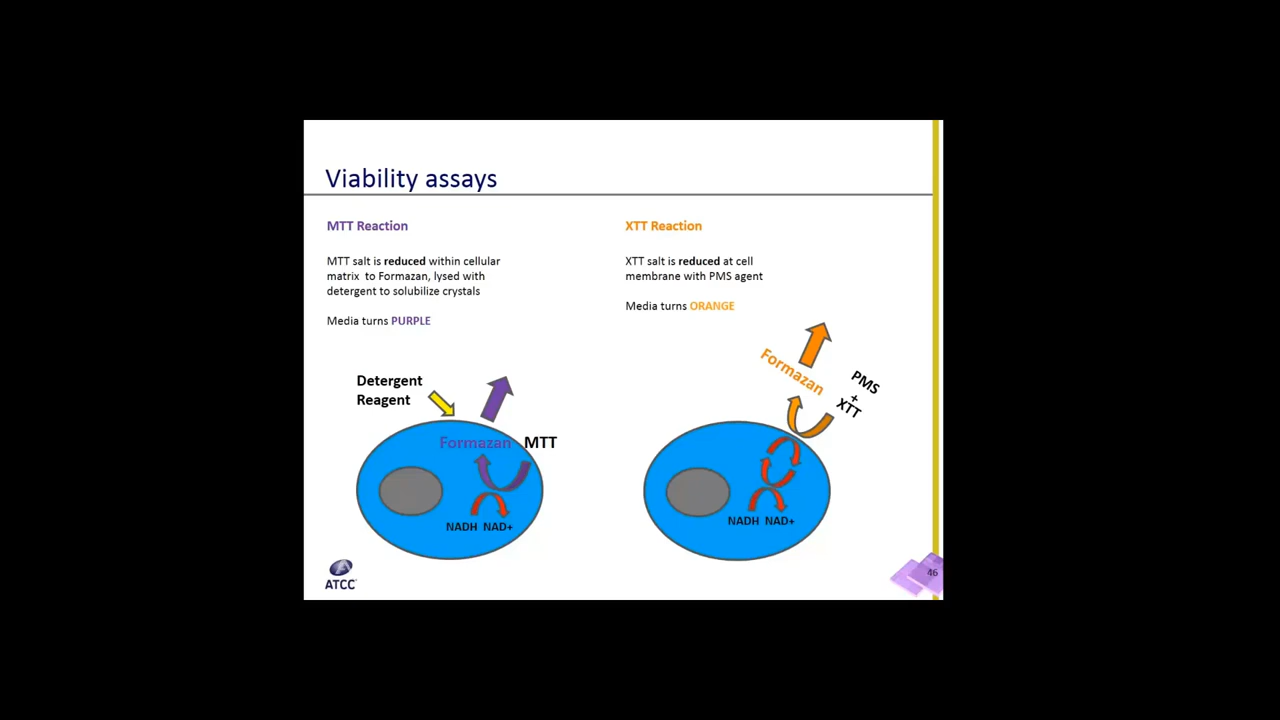 Viability assays
MTT Reaction
MTT salt is reduced within cellular
matrix to Formazan, lysed with
detergent to solubilize crystals
Media turns PURPLE
XTT Reaction
XTT salt is reduced at cell
membrane with PMS agent
Media turns ORANGE
Detergent
Reagent
Formazan MTT
NADH NAD+
Formazan
PMS
+
XTT
NADH NAD+
ATCC
46